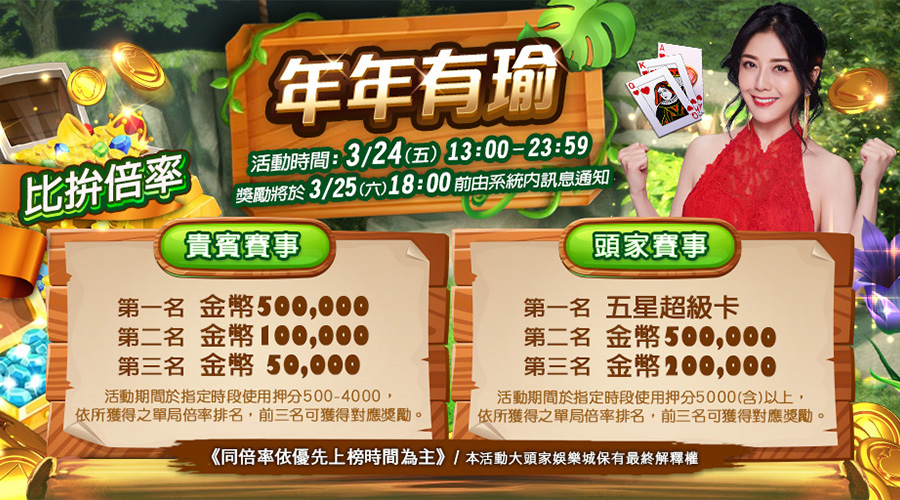 年年有瑜
活動時間：3/24(五) 13:00-23:59
獎勵將於 3/25(六)18:00 前由系統內訊息通知
比拚倍率
貴賓賽事
第一名 金幣500,000
第二名 金幣100,000
第三名 金幣 50,000
活動期間於指定時段使用押分500-4000，
依所獲得之單局倍率排名，前三名可獲得對應獎勵。
頭家賽事
第一名 五星超級卡
第二名 金幣500,000
第三名 金幣200,000
活動期間於指定時段使用押分5000(含)以上，
依所獲得之單局倍率排名，前三名可獲得對應獎勵。
《同倍率依優先上榜時間為主》/ 本活動大頭家娛樂城保有最終解釋權